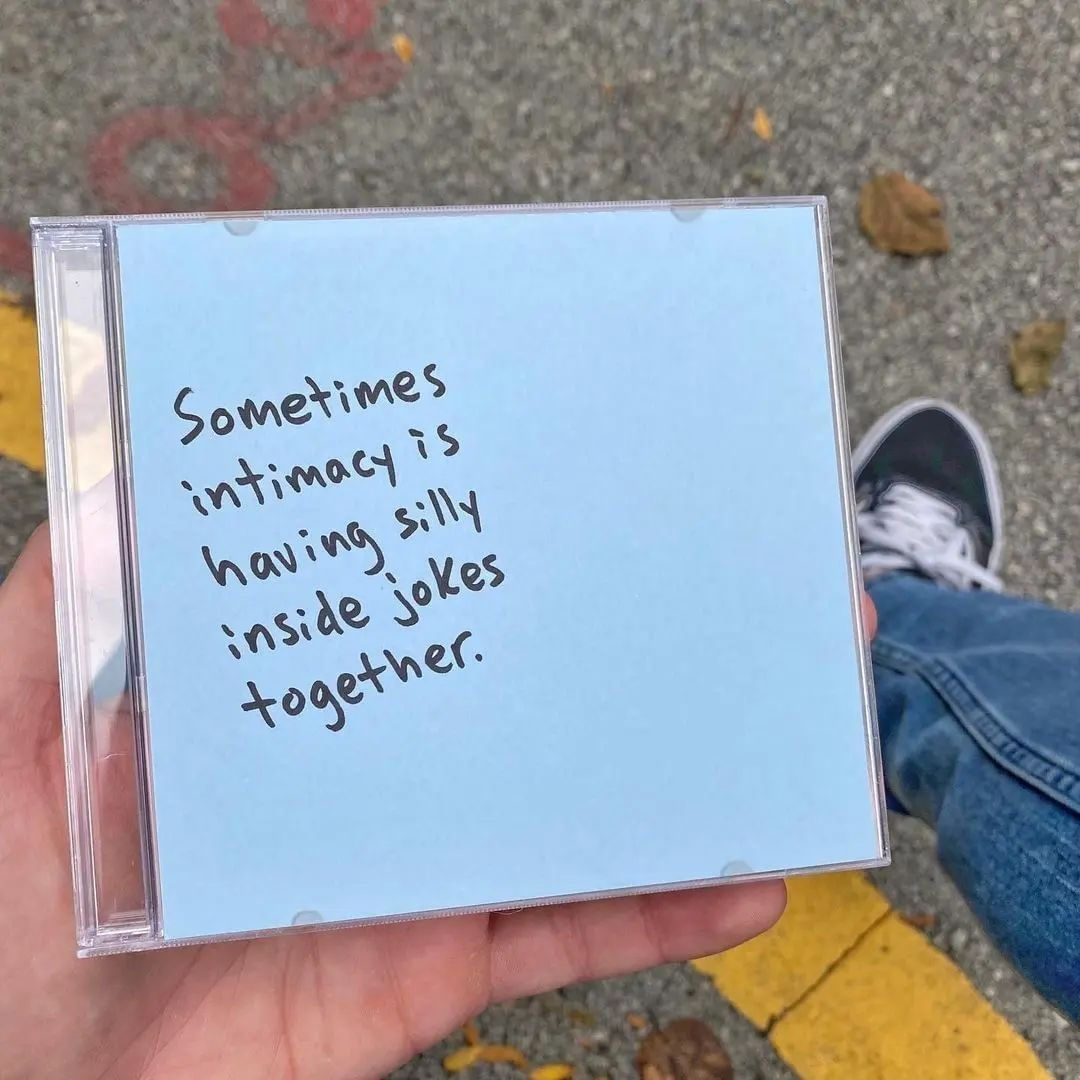 Sometimes
intimacy is
having silly
inside jokes
together.